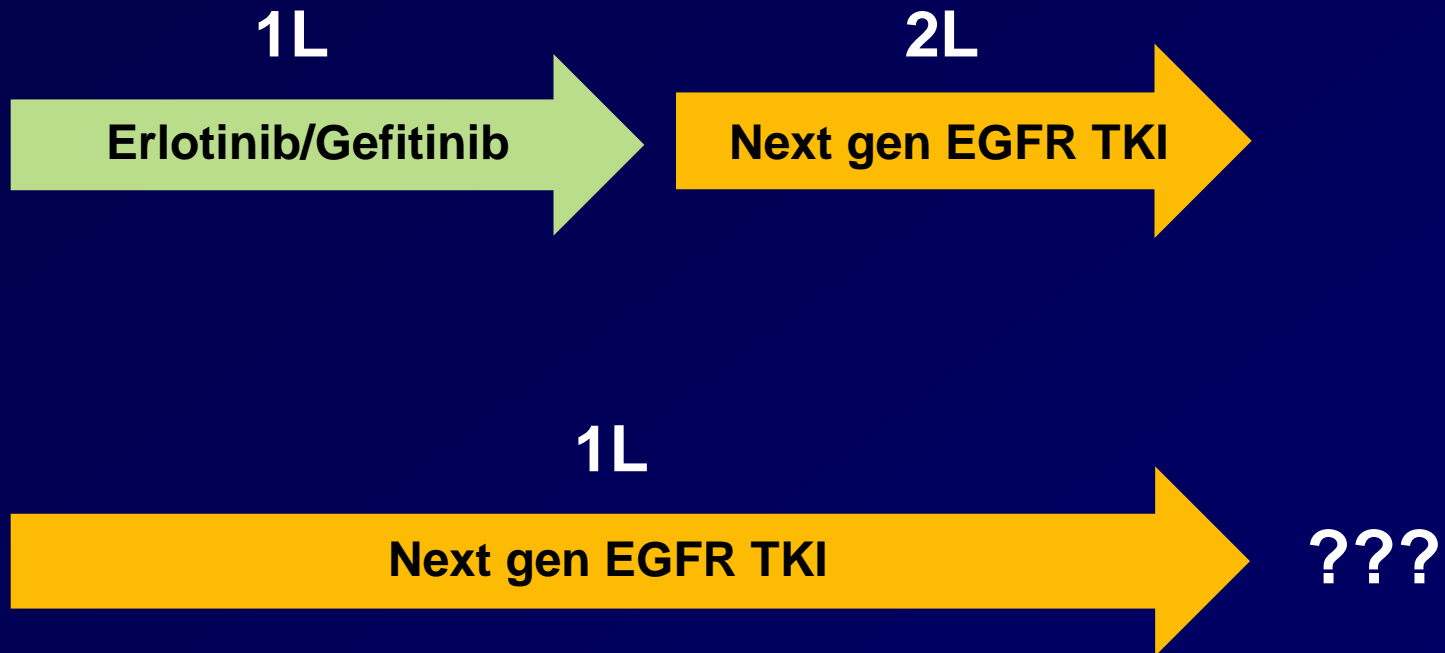 1L
2L
Erlotinib/Gefitinib
Next gen EGFR TKI
1L
Next gen EGFR TKI
???